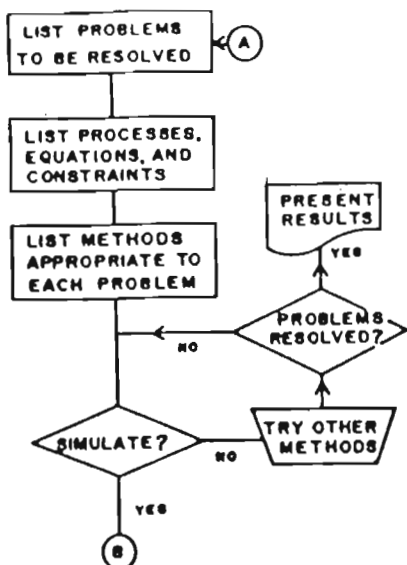 LIST PROBLEMS
TO BE RESOLVED
A
LIST PROCESSES,
EQUATIONS, AND
CONSTRAINTS
LIST METHODS
APPROPRIATE TO
EACH PROBLEM
PRESENT
RESULTS
YES
PROBLEMS
RESOLVED?
NO
SIMULATE?
NO
TRY OTHER
METHODS
YES
B